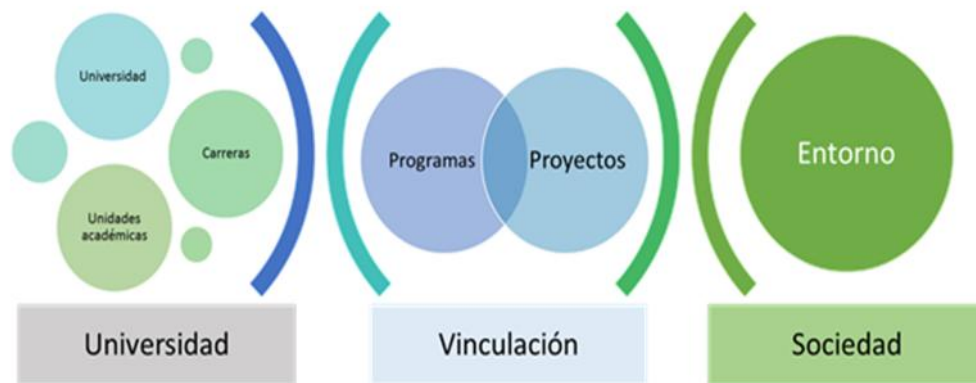 Universidad
Carreras
Unidades
académicas
Programas
Proyectos
Entorno
Universidad
Vinculación
Sociedad